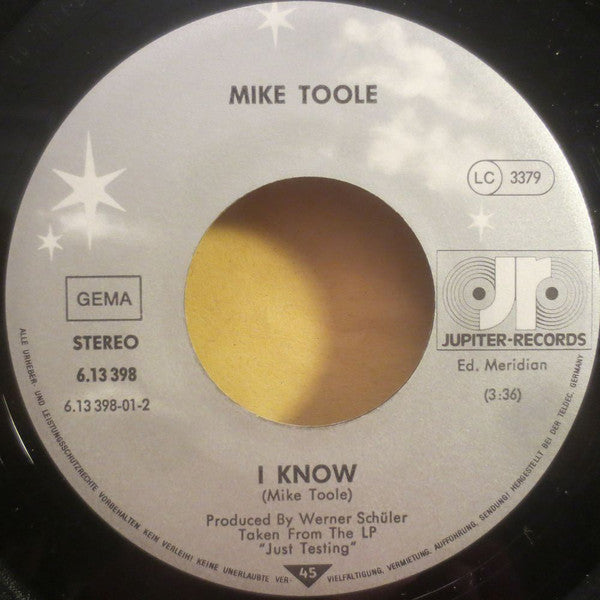 MIKE TOOLE
LC 3379
GEMA
STEREO
6.13 398
6.13 398-01-2
jr
JUPITER-RECORDS
Ed. Meridian
(3:36)
I KNOW
(Mike Toole)
Produced By Werner Schüler
Taken From The LP
"Just Testing"
45
ALLE URHEBER- UND LEISTUNGSSCHUTZRECHTE VORBEHALTEN KEIN VERLEIH! KEINE UNERLAUBTE VER- VIELFÄLTIGUNG, VERMIETUNG, AUFFÜHRUNG, SENDUNG! HERGESTELLT BEI DER TELDEC, GERMANY